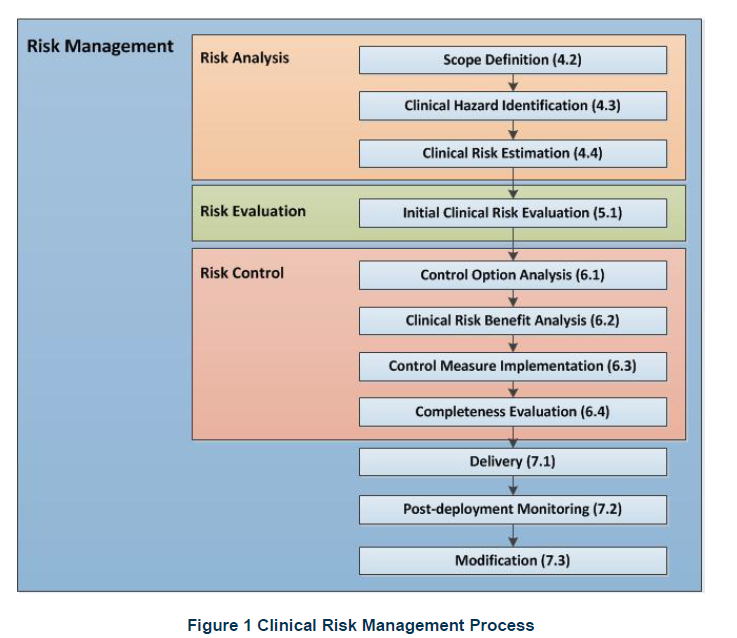 Risk Management
Risk Analysis
Scope Definition (4.2)
Clinical Hazard Identification (4.3)
Clinical Risk Estimation (4.4)
Risk Evaluation
Initial Clinical Risk Evaluation (5.1)
Risk Control
Control Option Analysis (6.1)
Clinical Risk Benefit Analysis (6.2)
Control Measure Implementation (6.3)
Completeness Evaluation (6.4)
Delivery (7.1)
Post-deployment Monitoring (7.2)
Modification (7.3)
Figure 1 Clinical Risk Management Process